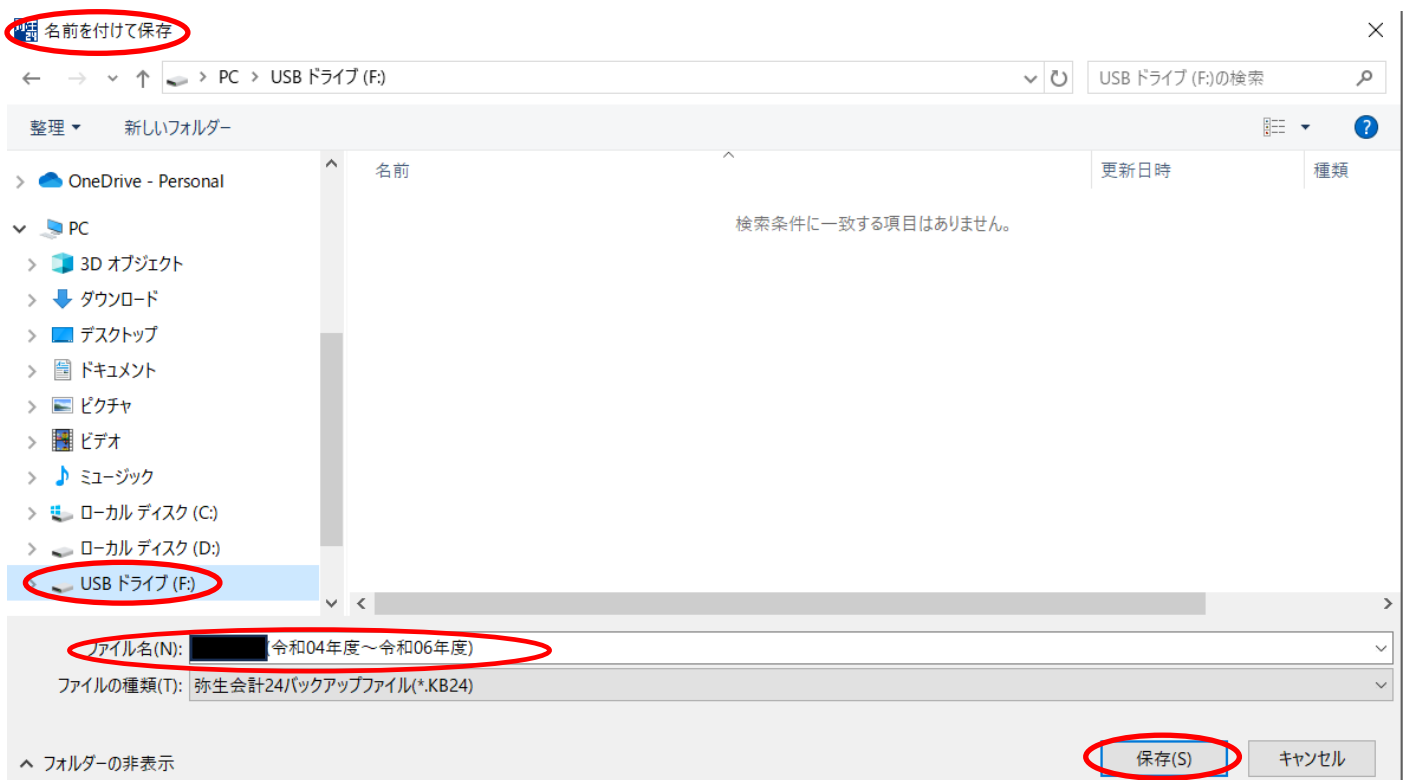 名前を付けて保存
PC > USB ドライブ (F:)
USB ドライブ (F:)の検索
整理 新しいフォルダー
名前 更新日時 種類
検索条件に一致する項目はありません。
OneDrive - Personal
PC
3D オブジェクト
ダウンロード
デスクトップ
ドキュメント
ピクチャ
ビデオ
ミュージック
ローカル ディスク (C:)
ローカル ディスク (D:)
USB ドライブ (F:)
ファイル名(N): (令和04年度～令和06年度)
ファイルの種類(T): 弥生会計24バックアップファイル(*.KB24)
フォルダーの非表示
保存(S) キャンセル